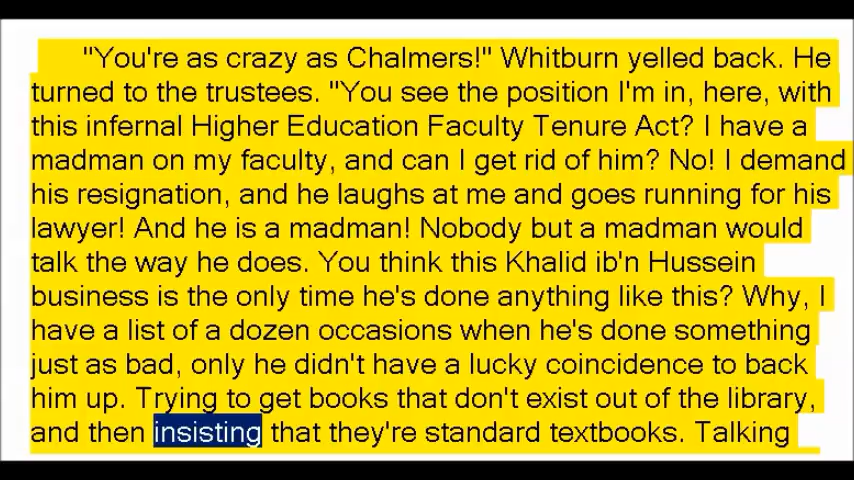 "You're as crazy as Chalmers!" Whitburn yelled back. He
turned to the trustees. "You see the position I'm in, here, with
this infernal Higher Education Faculty Tenure Act? I have a
madman on my faculty, and can I get rid of him? No! I demand
his resignation, and he laughs at me and goes running for his
lawyer! And he is a madman! Nobody but a madman would
talk the way he does. You think this Khalid ib'n Hussein
business is the only time he's done anything like this? Why, I
have a list of a dozen occasions when he's done something
just as bad, only he didn't have a lucky coincidence to back
him up. Trying to get books that don't exist out of the library,
and then insisting that they're standard textbooks. Talking